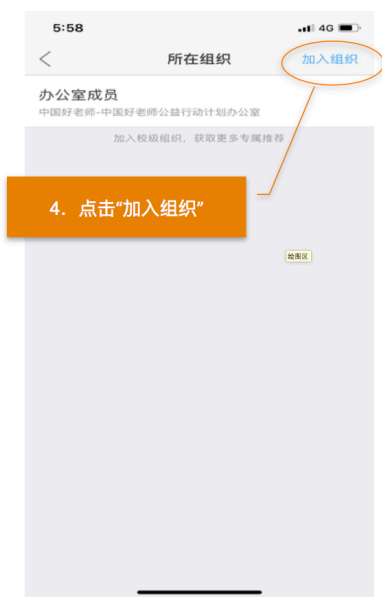 5:58
4G
所在组织
加入组织
办公室成员
中国好老师-中国好老师公益行动计划办公室
加入校级组织，获取更多专属推荐
4. 点击“加入组织”
绘图区